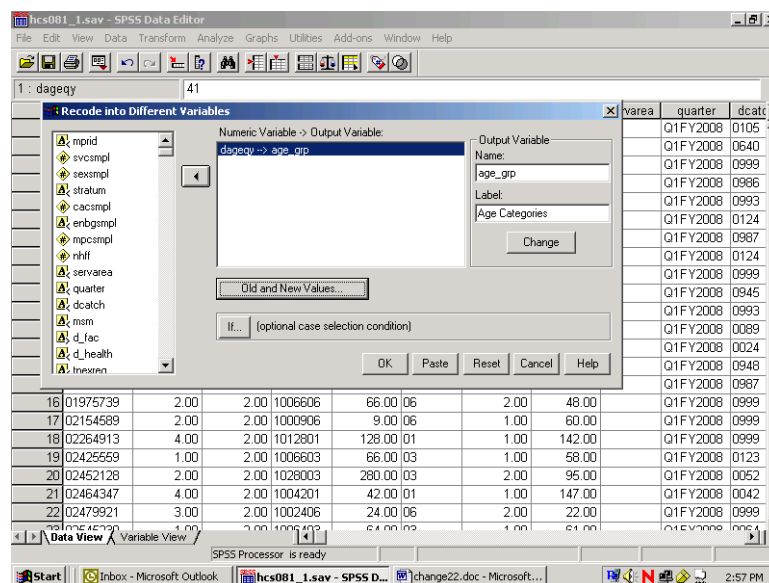 hcs081_1.sav - SPSS Data Editor
File Edit View Data Transform Analyze Graphs Utilities Add-ons Window Help
1 : dageqy 41
Recode into Different Variables
varea quarter dcatc
mprid
svcsmpl
sexsmpl
stratum
cacsmpl
enbgsmpl
mpcsmpl
nhff
servarea
quarter
dcatch
msm
d_fac
d_health
tnexreg
Numeric Variable -> Output Variable:
dageqy --> age_grp
Output Variable
Name:
age_grp
Label:
Age Categories
Change
Old and New Values...
If... (optional case selection condition)
OK Paste Reset Cancel Help
Q1FY2008 0105
Q1FY2008 0640
Q1FY2008 0999
Q1FY2008 0986
Q1FY2008 0993
Q1FY2008 0124
Q1FY2008 0987
Q1FY2008 0124
Q1FY2008 0999
Q1FY2008 0945
Q1FY2008 0993
Q1FY2008 0089
Q1FY2008 0024
Q1FY2008 0948
Q1FY2008 0987
16 01975739 2.00 2.00 1006606 66.00 06 2.00 48.00 Q1FY2008 0999
17 02154589 2.00 2.00 1000906 9.00 06 1.00 60.00 Q1FY2008 0999
18 02264913 4.00 2.00 1012801 128.00 01 1.00 142.00 Q1FY2008 0999
19 02425559 1.00 2.00 1006603 66.00 03 1.00 58.00 Q1FY2008 0123
20 02452128 2.00 2.00 1028003 280.00 03 2.00 95.00 Q1FY2008 0052
21 02464347 4.00 2.00 1004201 42.00 01 1.00 147.00 Q1FY2008 0042
22 02479921 3.00 2.00 1002406 24.00 06 2.00 22.00 Q1FY2008 0999
Data View Variable View
SPSS Processor is ready
Start Inbox - Microsoft Outlook hcs081_1.sav - SPSS D... change22.doc - Microsoft... 2:57 PM